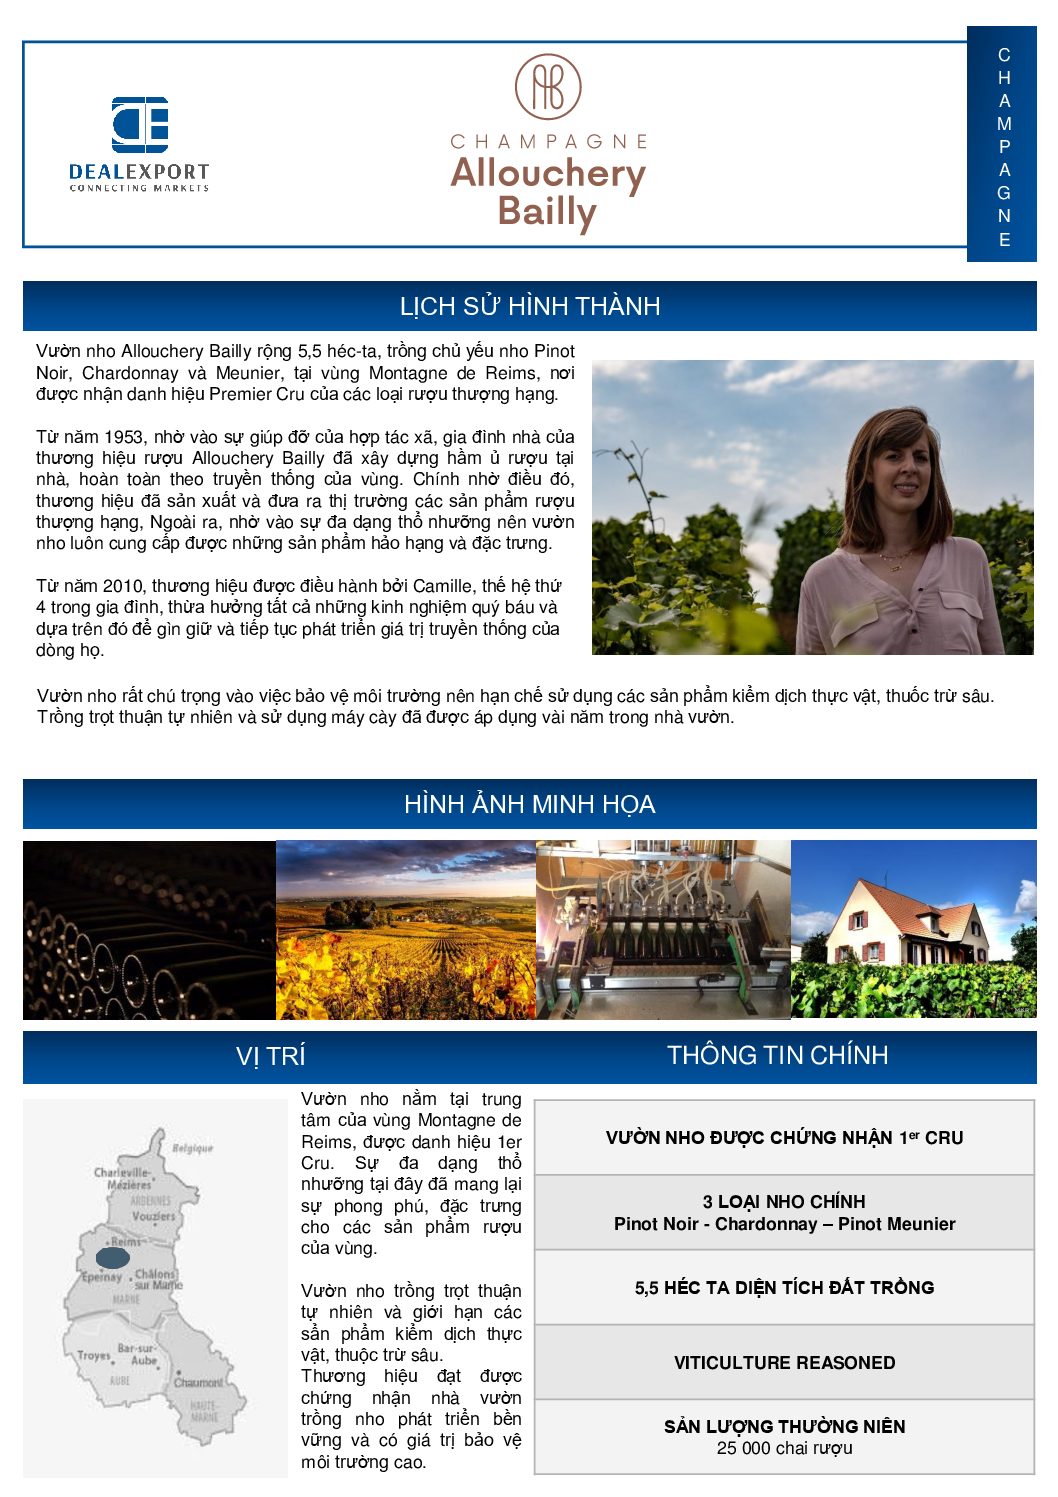 AB
DEALEXPORT
CONNECTING MARKETS
CHAMPAGNE
Allouchery
Bailly
CHAMPAGNE
LỊCH SỬ HÌNH THÀNH
Vườn nho Allouchery Bailly rộng 5,5 héc-ta, trồng chủ yếu nho Pinot
Noir, Chardonnay và Meunier, tại vùng Montagne de Reims, nơi
được nhận danh hiệu Premier Cru của các loại rượu thượng hạng.
Từ năm 1953, nhờ vào sự giúp đỡ của hợp tác xã, gia đình nhà của
thương hiệu rượu Allouchery Bailly đã xây dựng hầm ủ rượu tại
nhà, hoàn toàn theo truyền thống của vùng. Chính nhờ điều đó,
thương hiệu đã sản xuất và đưa ra thị trường các sản phẩm rượu
thượng hạng, Ngoài ra, nhờ vào sự đa dạng thổ nhưỡng nên vườn
nho luôn cung cấp được những sản phẩm hảo hạng và đặc trưng.
Từ năm 2010, thương hiệu được điều hành bởi Camille, thế hệ thứ
4 trong gia đình, thừa hưởng tất cả những kinh nghiệm quý báu và
dựa trên đó để gìn giữ và tiếp tục phát triển giá trị truyền thống của
dòng họ.
Vườn nho rất chú trọng vào việc bảo vệ môi trường nên hạn chế sử dụng các sản phẩm kiểm dịch thực vật, thuốc trừ sâu.
Trồng trọt thuận tự nhiên và sử dụng máy cày đã được áp dụng vài năm trong nhà vườn.
HÌNH ẢNH MINH HỌA
VỊ TRÍ
Belgique
Charleville-
Mézières
ARDENNES
Vouziers
Reims
Epernay
Châlons
sur Marne
MARNE
Troyes
Bar-sur-
Aube
AUBE
Chaumont
HAUTE-
MARNE
Vườn nho nằm tại trung
tâm của vùng Montagne de
Reims, được danh hiệu 1er
Cru. Sự đa dạng thổ
nhưỡng tại đây đã mang lại
sự phong phú, đặc trưng
cho các sản phẩm rượu
của vùng.
Vườn nho trồng trọt thuận
tự nhiên và giới hạn các
sẩn phẩm kiểm dịch thực
vật, thuộc trừ sâu.
Thương hiệu đạt được
chứng nhận nhà vườn
trồng nho phát triển bền
vững và có giá trị bảo vệ
môi trường cao.
THÔNG TIN CHÍNH
VƯỜN NHO ĐƯỢC CHỨNG NHẬN 1er CRU
3 LOẠI NHO CHÍNH
Pinot Noir - Chardonnay – Pinot Meunier
5,5 HÉC TA DIỆN TÍCH ĐẤT TRỒNG
VITICULTURE REASONED
SẢN LƯỢNG THƯỜNG NIÊN
25 000 chai rượu